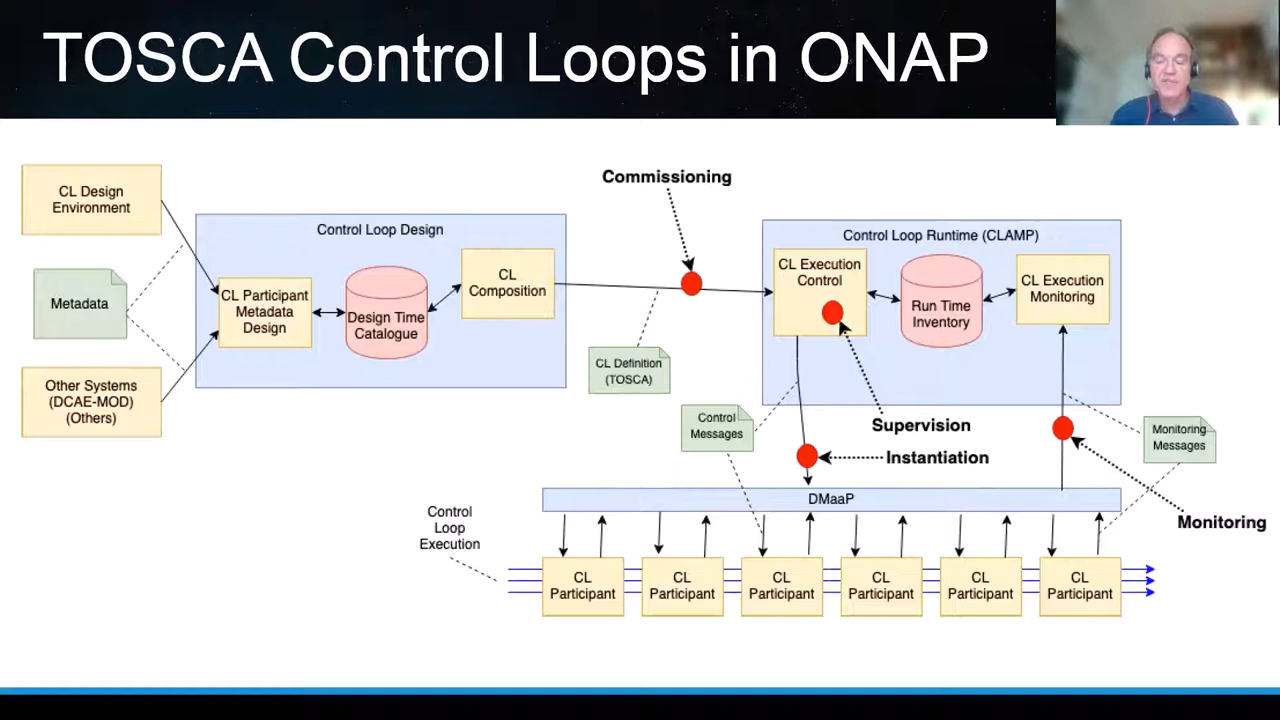 TOSCA Control Loops in ONAP
CL Design
Environment
Metadata
Other Systems
(DCAE-MOD)
(Others)
Control Loop Design
CL Participant
Metadata
Design
Design Time
Catalogue
CL
Composition
Commissioning
CL Definition
(TOSCA)
Control Loop Runtime (CLAMP)
CL Execution
Control
Run Time
Inventory
CL Execution
Monitoring
Control
Messages
Supervision
Instantiation
Monitoring
Messages
Monitoring
DMaaP
Control
Loop
Execution
CL
Participant
CL
Participant
CL
Participant
CL
Participant
CL
Participant
CL
Participant